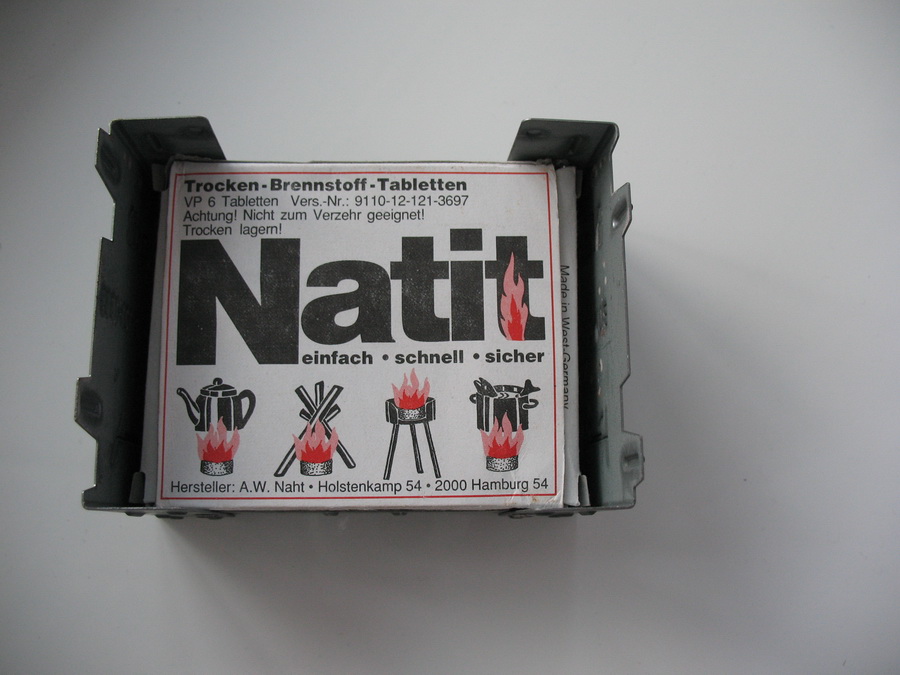 Trocken-Brennstoff-Tabletten
VP 6 Tabletten Vers.-Nr.: 9110-12-121-3697
Achtung! Nicht zum Verzehr geeignet!
Trocken lagern!
Natit
einfach • schnell • sicher
Hersteller: A.W. Naht • Holstenkamp 54 • 2000 Hamburg 54
Made in West-Germany